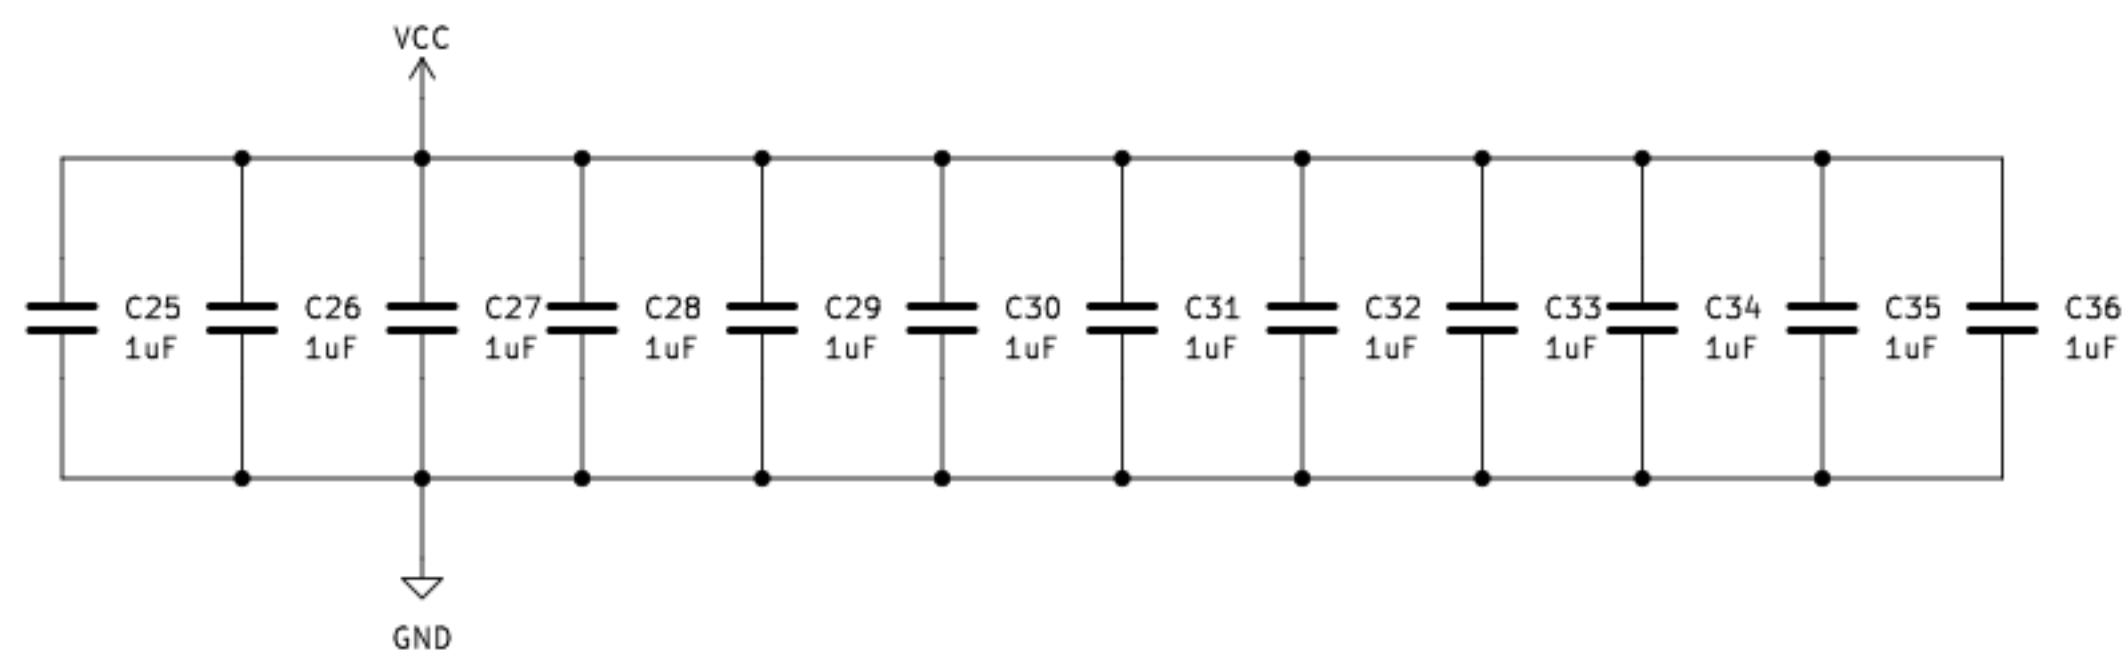 VCC
C25 C26 C27 C28 C29 C30 C31 C32 C33 C34 C35 C36
1uF 1uF 1uF 1uF 1uF 1uF 1uF 1uF 1uF 1uF 1uF 1uF
GND